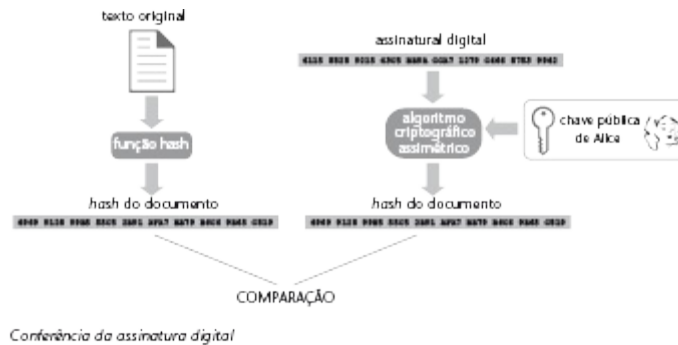 texto original
função hash
hash do documento
assinatural digital
algoritmo
criptográfico
assimétrico
chave pública
de Alice
hash do documento
COMPARAÇÃO
Conferência da assinatura digital